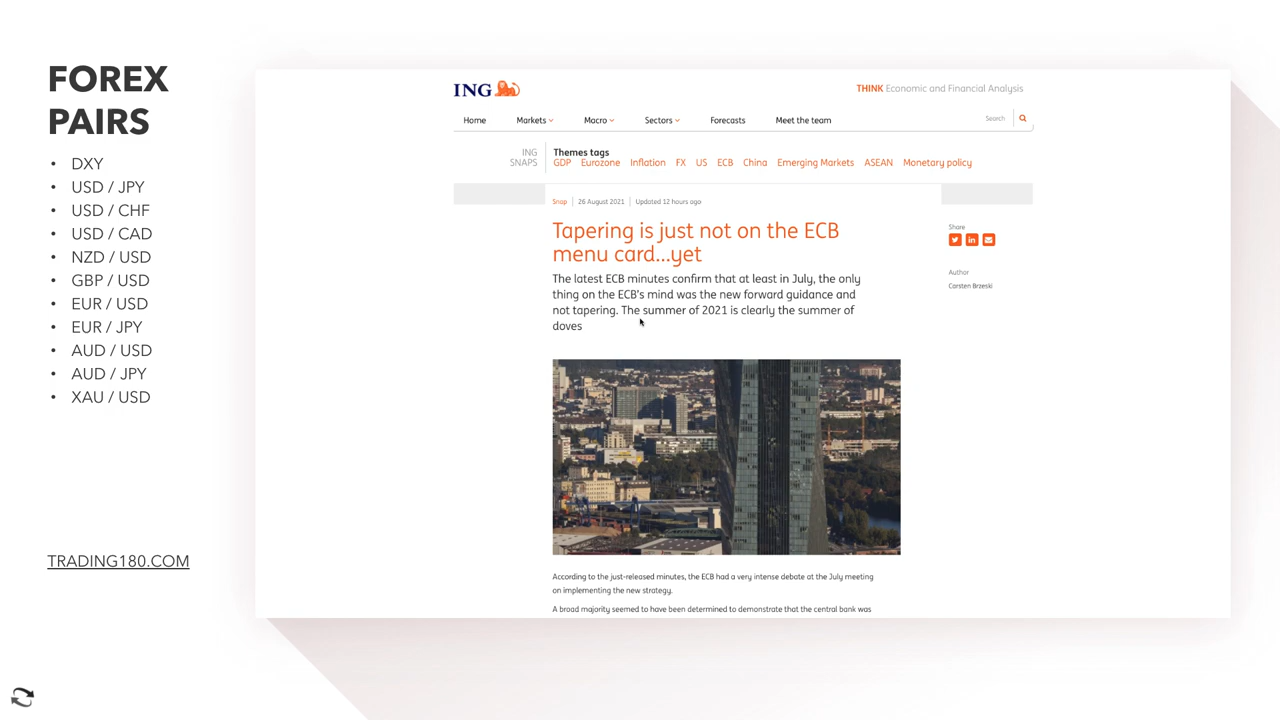 FOREX
PAIRS
• DXY
• USD / JPY
• USD / CHF
• USD / CAD
• NZD / USD
• GBP / USD
• EUR / USD
• EUR / JPY
• AUD / USD
• AUD / JPY
• XAU / USD
TRADING180.COM
ING
THINK Economic and Financial Analysis
Home Markets Macro Sectors Forecasts Meet the team Search
ING
SNAPS
Themes tags
GDP Eurozone Inflation FX US ECB China Emerging Markets ASEAN Monetary policy
Snap 26 August 2021 Updated 12 hours ago
Tapering is just not on the ECB
menu card...yet
The latest ECB minutes confirm that at least in July, the only
thing on the ECB's mind was the new forward guidance and
not tapering. The summer of 2021 is clearly the summer of
doves
Share
Author
Carsten Brzeski
According to the just-released minutes, the ECB had a very intense debate at the July meeting
on implementing the new strategy.
A broad majority seemed to have been determined to demonstrate that the central bank was